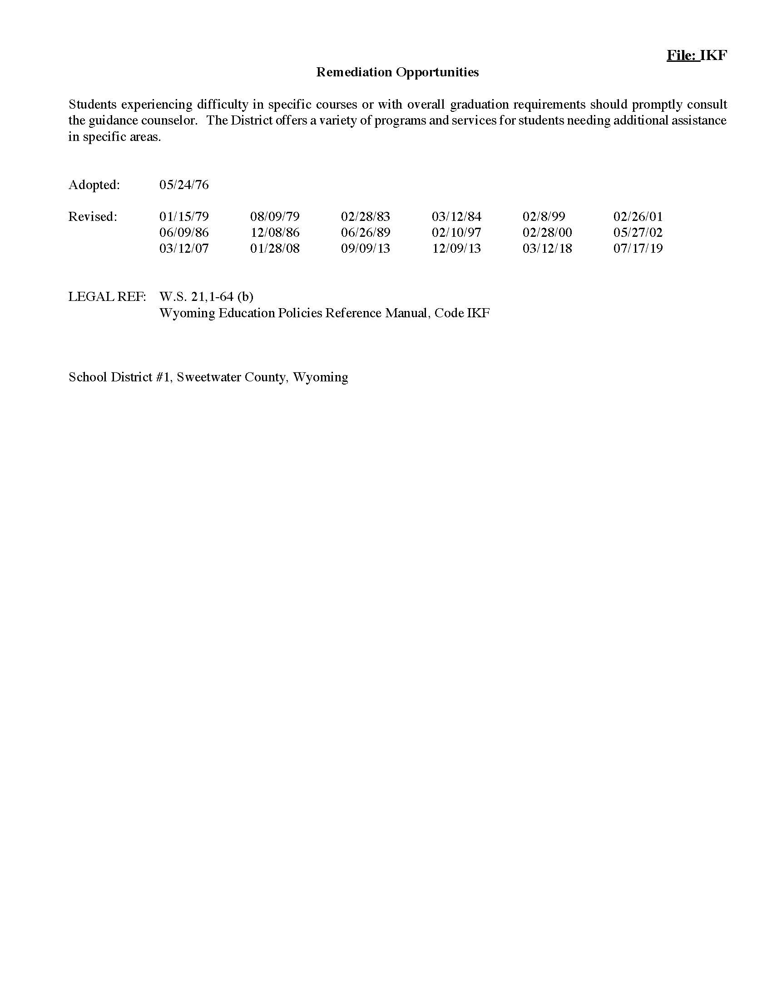 File: IKF
Remediation Opportunities
Students experiencing difficulty in specific courses or with overall graduation requirements should promptly consult
the guidance counselor.   The District offers a variety of programs and services for students needing additional assistance
in specific areas.
Adopted: 05/24/76
Revised: 01/15/79 08/09/79 02/28/83 03/12/84 02/8/99 02/26/01
06/09/86 12/08/86 06/26/89 02/10/97 02/28/00 05/27/02
03/12/07 01/28/08 09/09/13 12/09/13 03/12/18 07/17/19
LEGAL REF: W.S. 21,1-64 (b)
Wyoming Education Policies Reference Manual, Code IKF
School District #1, Sweetwater County, Wyoming